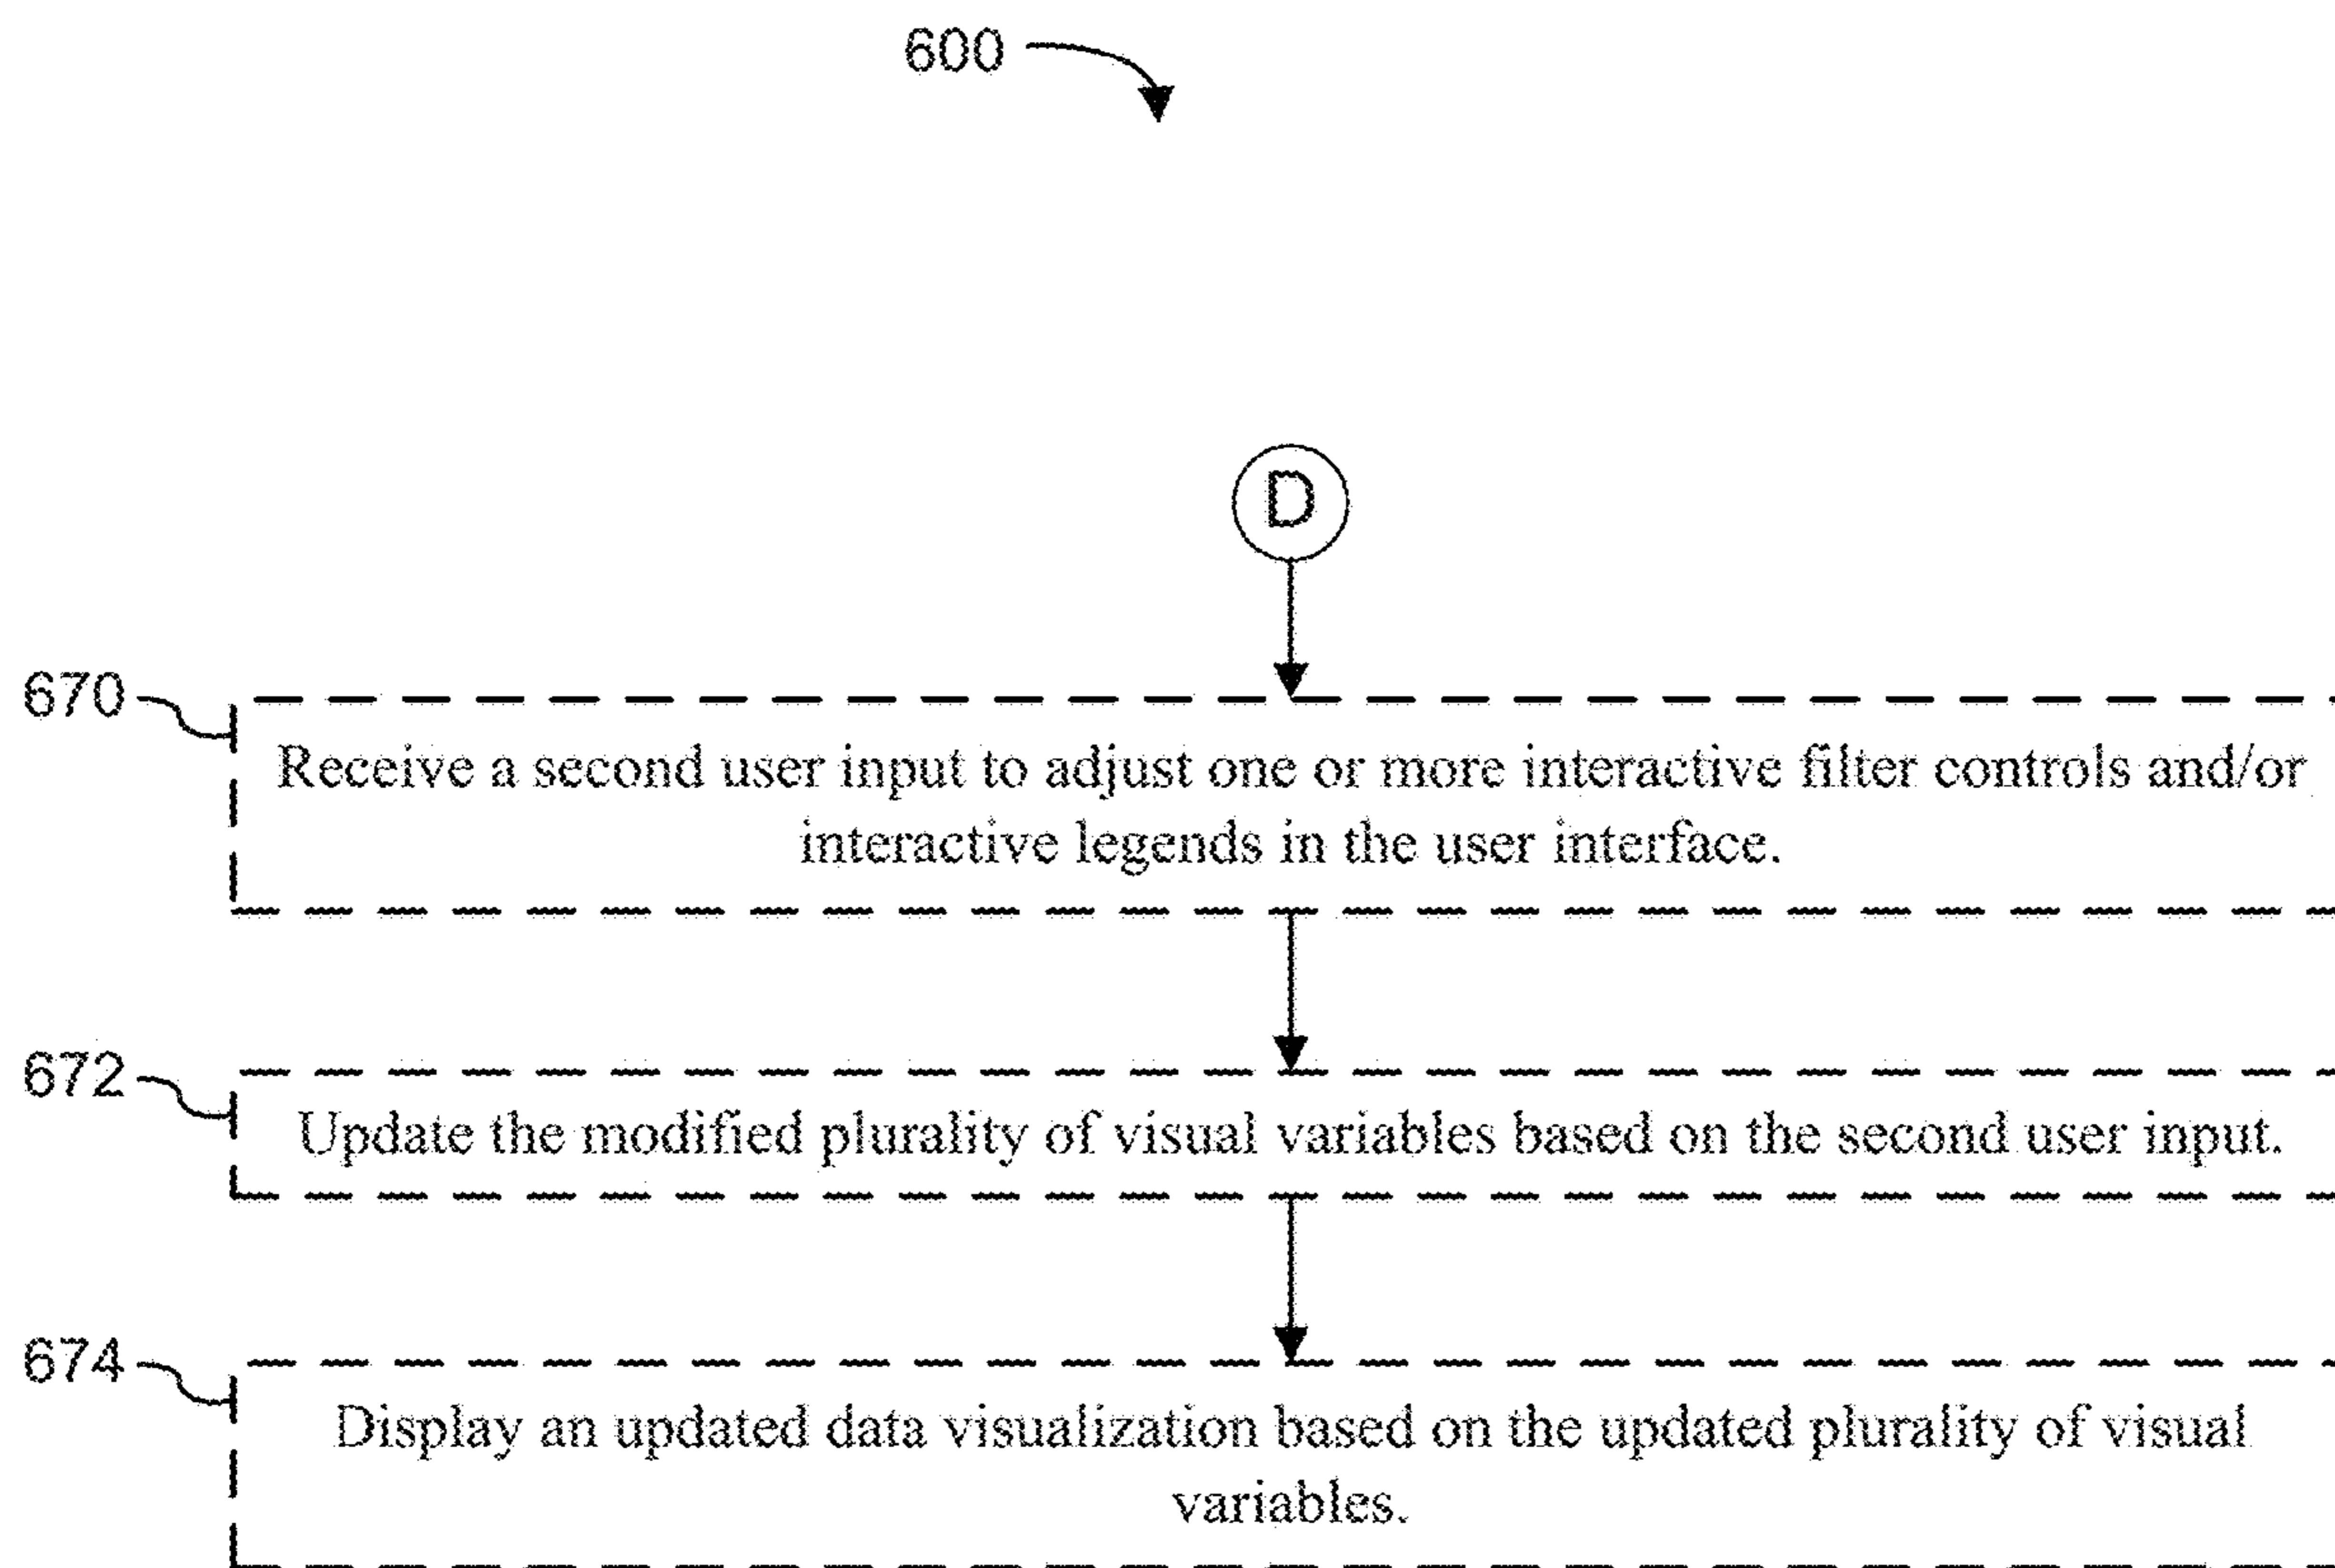 600
D
670
Receive a second user input to adjust one or more interactive filter controls and/or
interactive legends in the user interface.
672
Update the modified plurality of visual variables based on the second user input.
674
Display an updated data visualization based on the updated plurality of visual
variables.